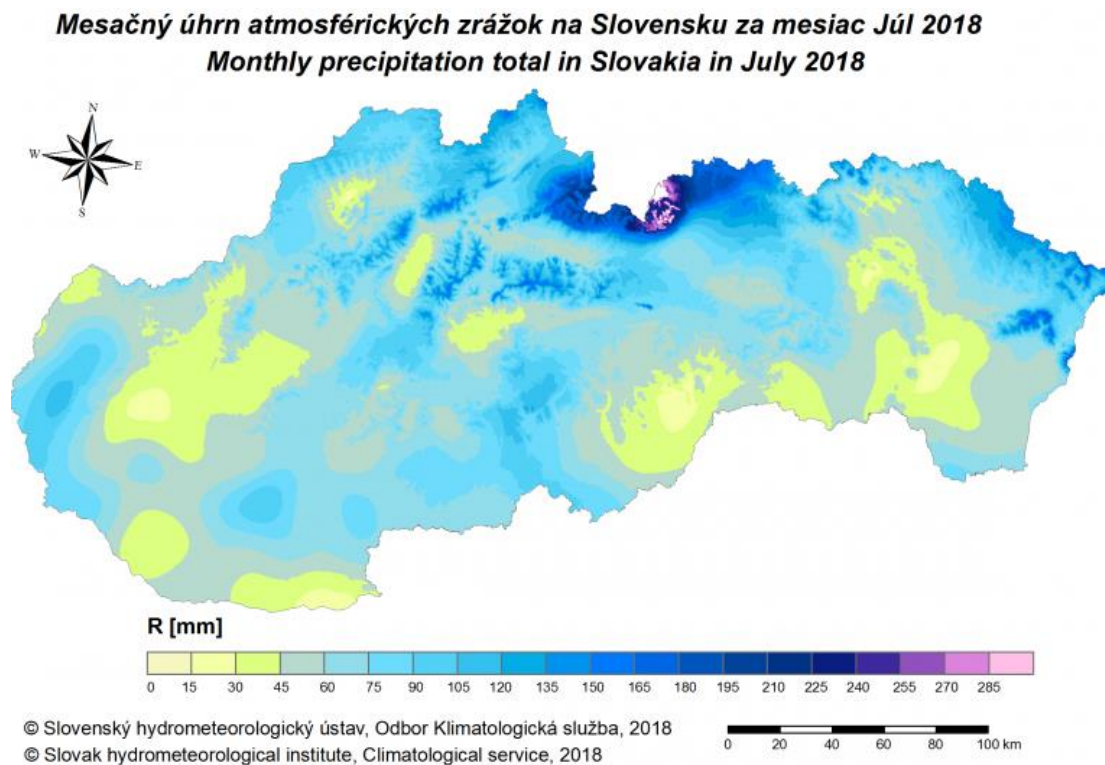 Mesačný úhrn atmosférických zrážok na Slovensku za mesiac Júl 2018
Monthly precipitation total in Slovakia in July 2018
N
W E
S
R [mm]
0 15 30 45 60 75 90 105 120 135 150 165 180 195 210 225 240 255 270 285
© Slovenský hydrometeorologický ústav, Odbor Klimatologická služba, 2018
© Slovak hydrometeorological institute, Climatological service, 2018
0 20 40 60 80 100 km